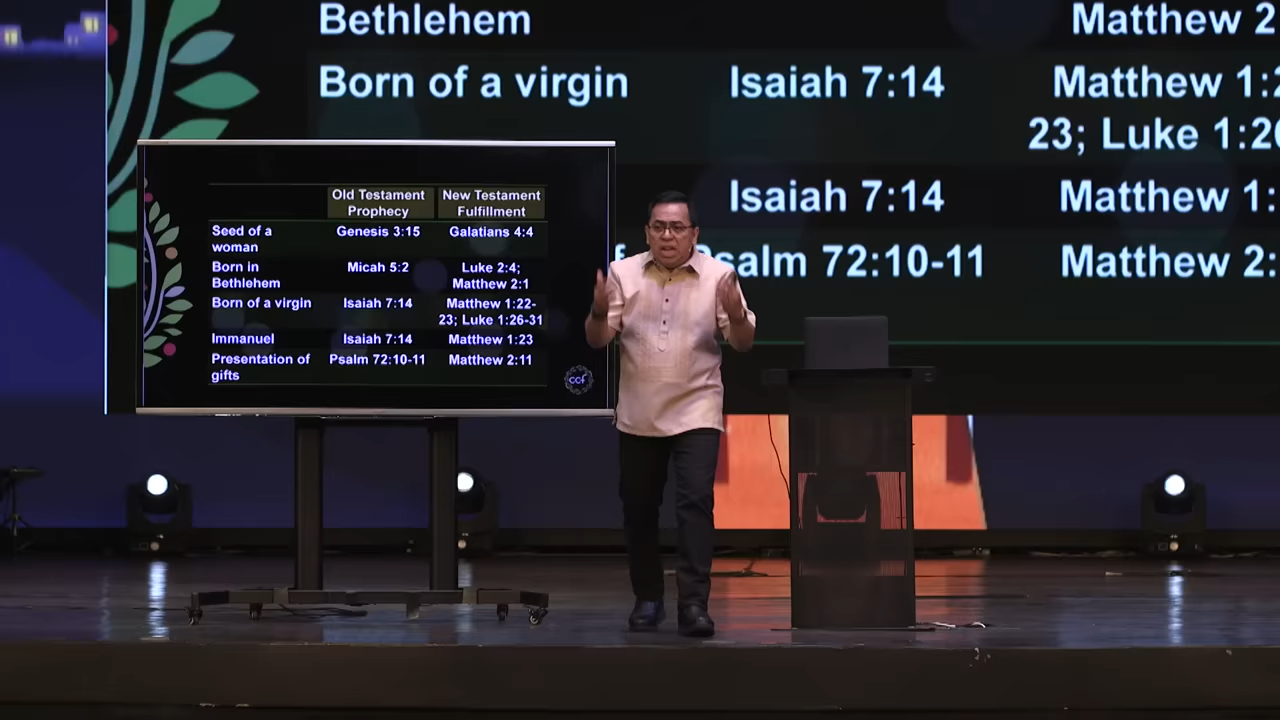 Bethlehem
Matthew 2
Born of a virgin
Isaiah 7:14
Matthew 1:2
23; Luke 1:26
Isaiah 7:14
Matthew 1:
f
Psalm 72:10-11
Matthew 2:
Old Testament
Prophecy
New Testament
Fulfillment
Seed of a
woman
Genesis 3:15
Galatians 4:4
Born in
Bethlehem
Micah 5:2
Luke 2:4;
Matthew 2:1
Born of a virgin
Isaiah 7:14
Matthew 1:22-
23; Luke 1:26-31
Immanuel
Isaiah 7:14
Matthew 1:23
Presentation of
gifts
Psalm 72:10-11
Matthew 2:11
ccf